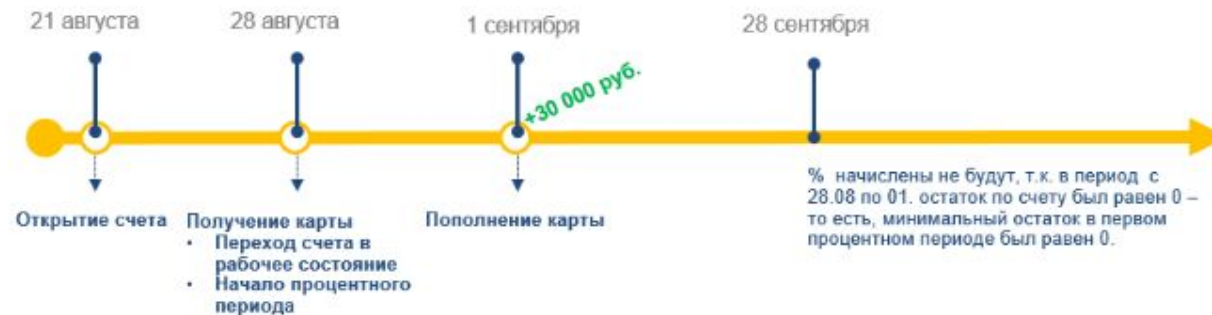 21 августа
28 августа
1 сентября
28 сентября
+30 000 руб.
Открытие счета
Получение карты
• Переход счета в
рабочее состояние
• Начало процентного
периода
Пополнение карты
% начислены не будут, т.к. в период с
28.08 по 01. остаток по счету был равен 0 –
то есть, минимальный остаток в первом
процентном периоде был равен 0.